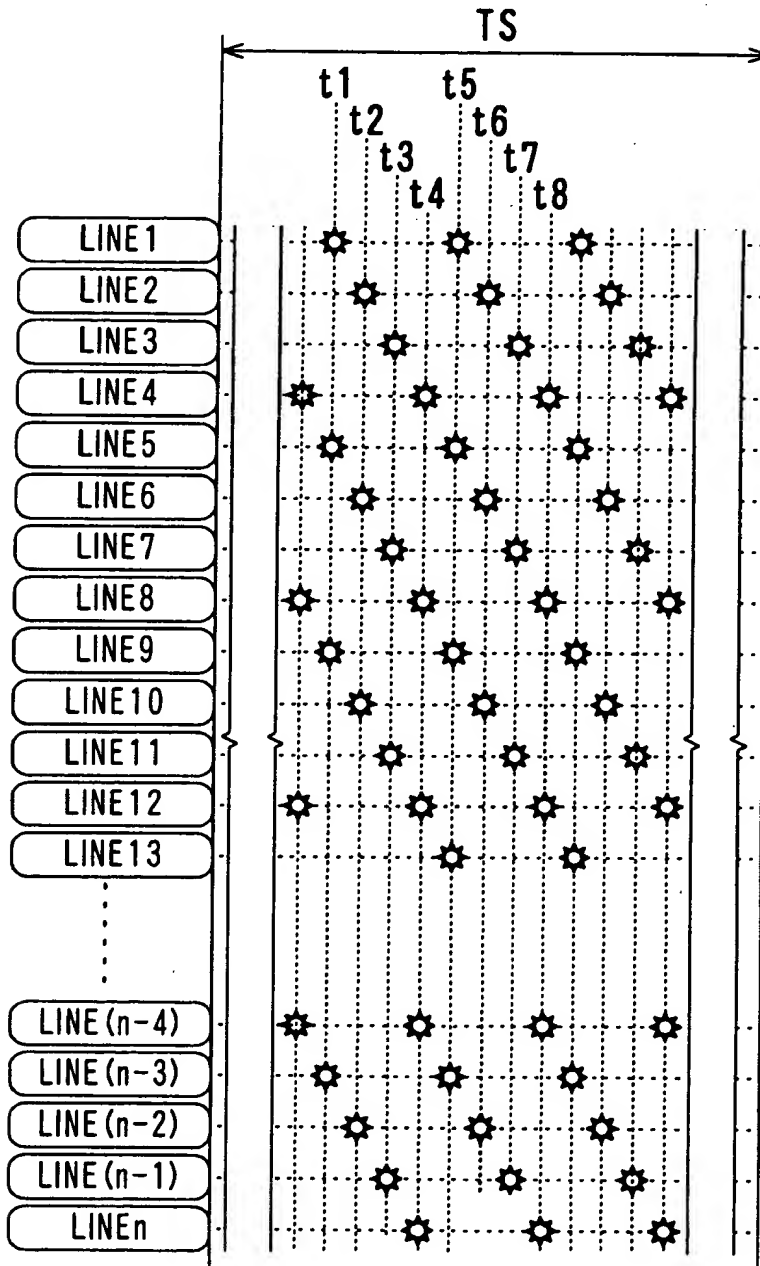 TS
t1
t2
t3
t4
t5
t6
t7
t8
LINE1
LINE2
LINE3
LINE4
LINE5
LINE6
LINE7
LINE8
LINE9
LINE10
LINE11
LINE12
LINE13
LINE(n-4)
LINE(n-3)
LINE(n-2)
LINE(n-1)
LINEn